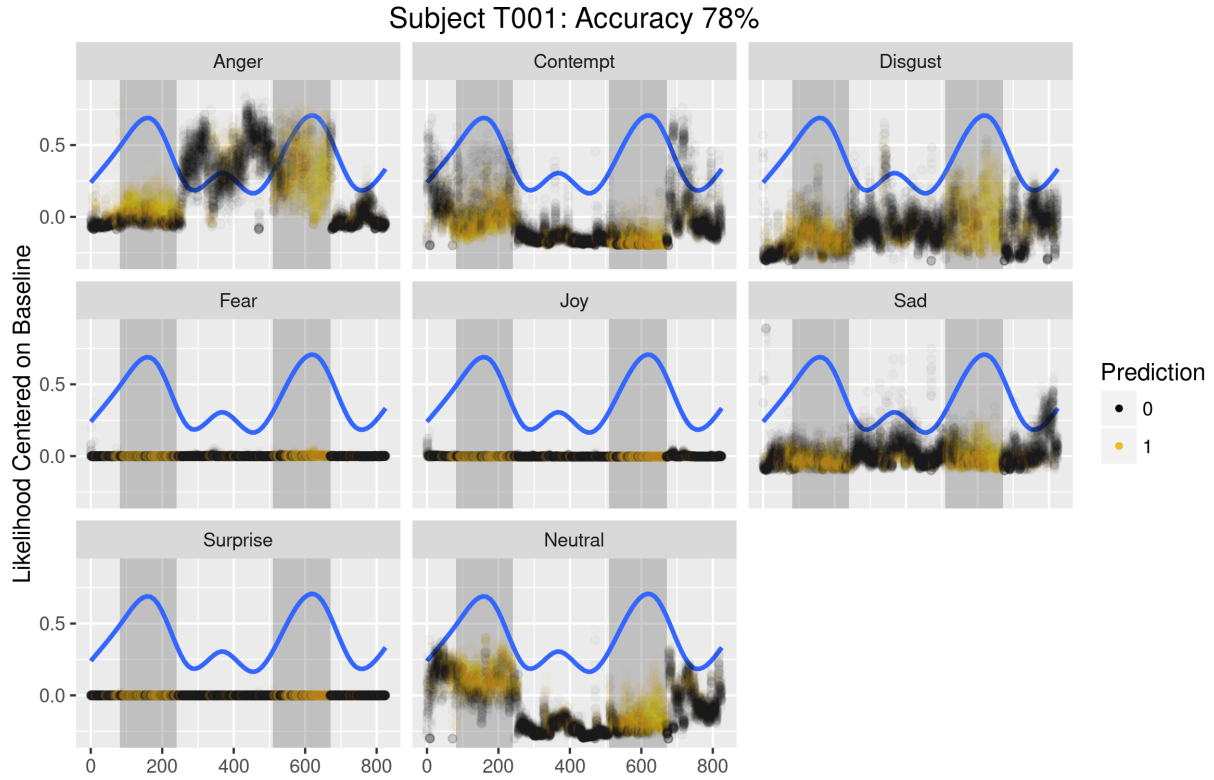 Subject T001: Accuracy 78%
Anger
Contempt
Disgust
0.5
0.0
Fear
Joy
Sad
0.5
0.0
Surprise
Neutral
0.5
0.0
0 200 400 600 800
0 200 400 600 800
Likelihood Centered on Baseline
Prediction
0
1